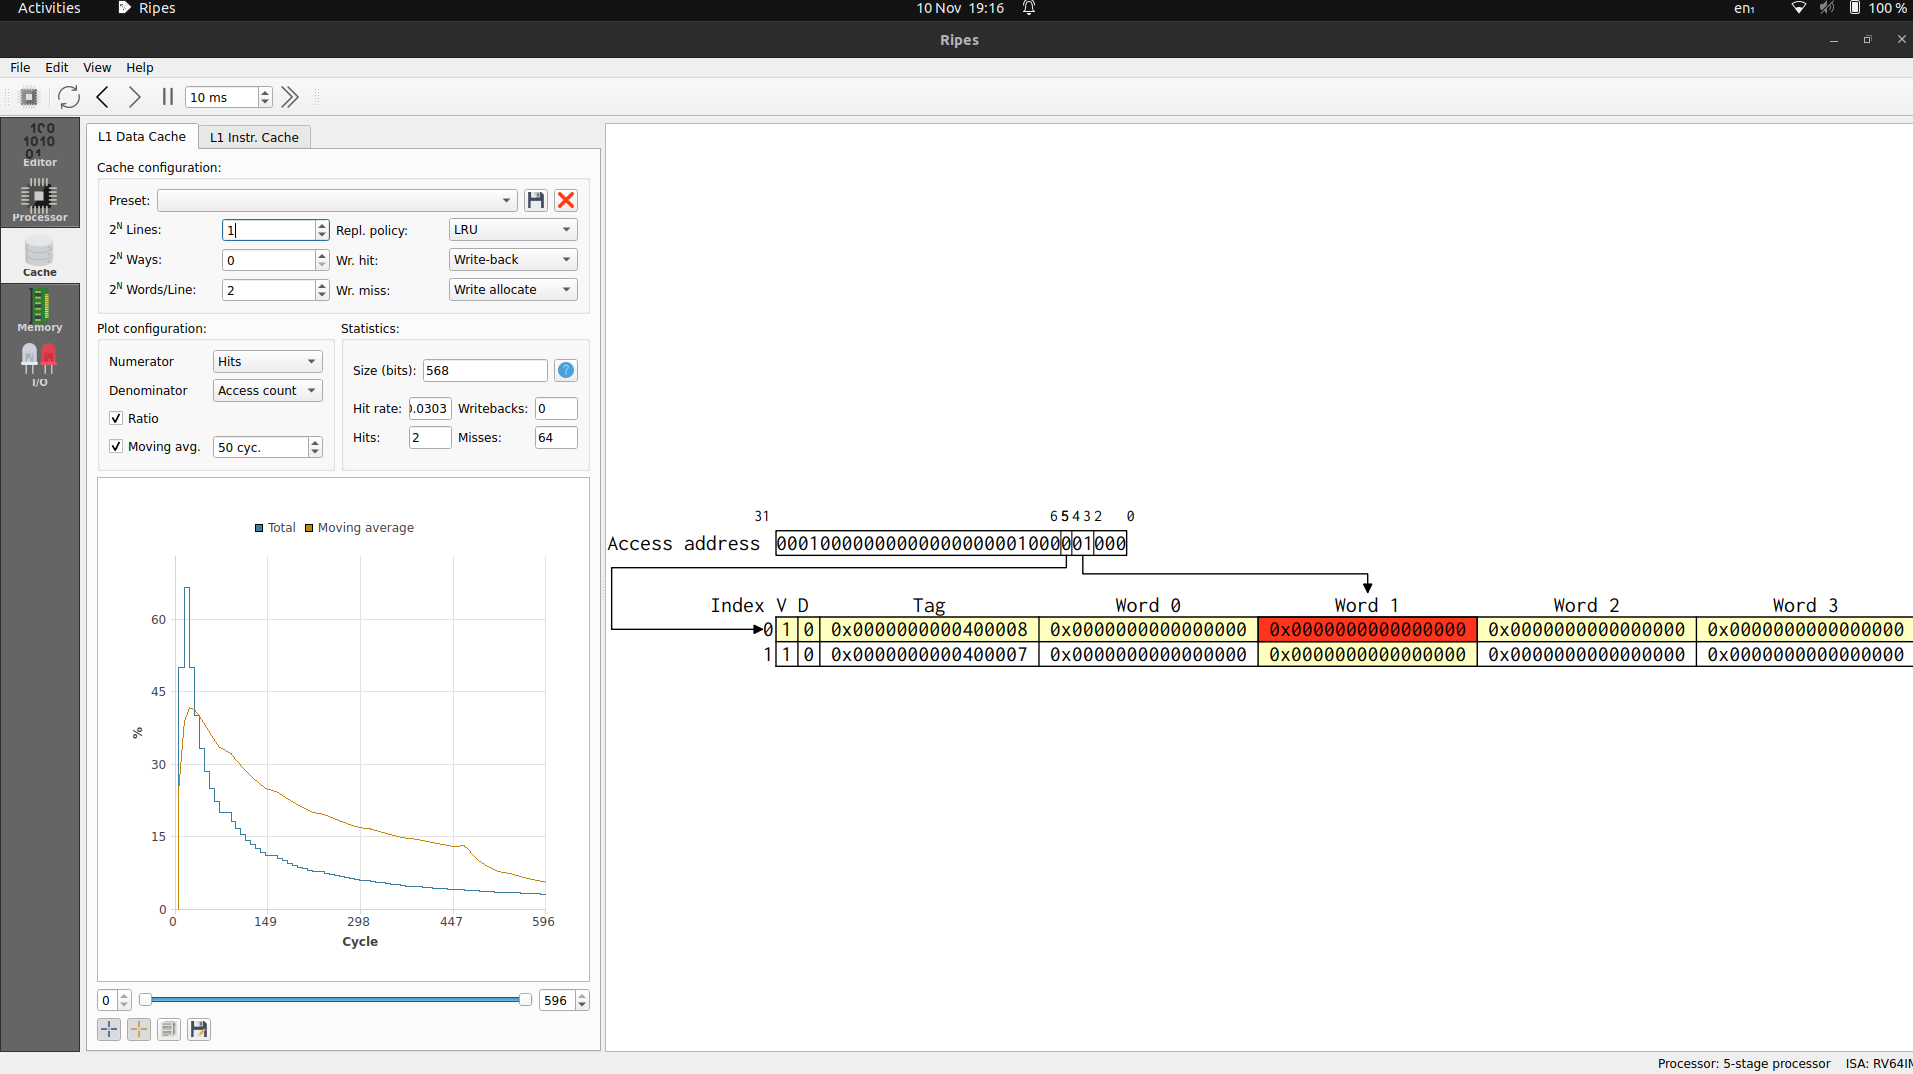 Activities Ripes 10 Nov 19:16 en₁ 100 %
Ripes
File Edit View Help
10 ms
Editor
Processor
Cache
Memory
I/O
L1 Data Cache L1 Instr. Cache
Cache configuration:
Preset:
2^N Lines: 1 Repl. policy: LRU
2^N Ways: 0 Wr. hit: Write-back
2^N Words/Line: 2 Wr. miss: Write allocate
Plot configuration: Statistics:
Numerator Hits
Denominator Access count
Ratio
Moving avg. 50 cyc.
Size (bits): 568
Hit rate: 0.0303 Writebacks: 0
Hits: 2 Misses: 64
Total Moving average
60
45
30
15
0
%
0 149 298 447 596
Cycle
0 596
31 6 5 4 3 2 0
Access address 000100000000000000000001000 0 01 000
Index V D Tag Word 0 Word 1 Word 2 Word 3
0 1 0 0x0000000000400008 0x0000000000000000 0x0000000000000000 0x0000000000000000 0x0000000000000000
1 1 0 0x0000000000400007 0x0000000000000000 0x0000000000000000 0x0000000000000000 0x0000000000000000
Processor: 5-stage processor ISA: RV64IM